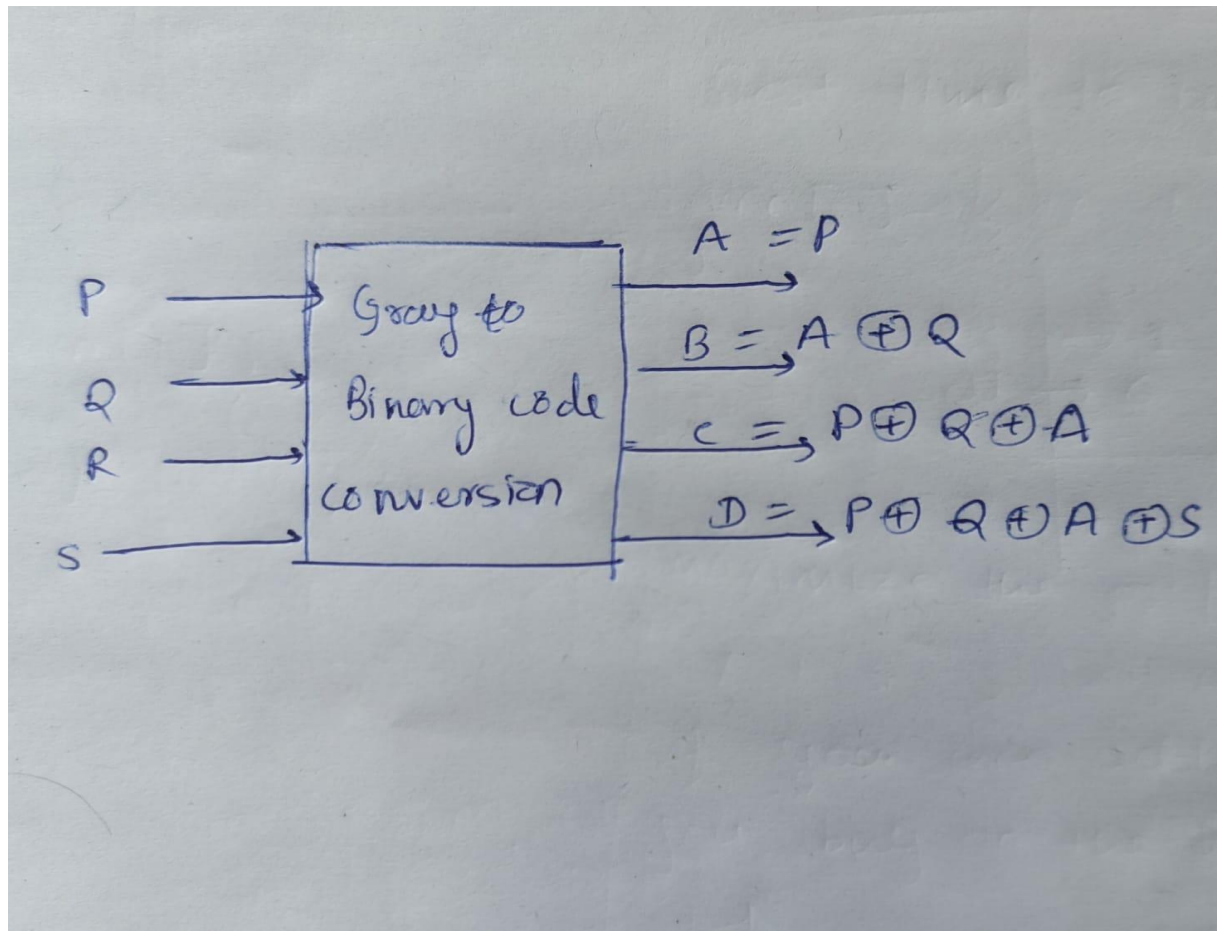 A = P
P
Gray to
B = A ⊕ Q
Q
Binary code
C = P ⊕ Q ⊕ A
R
conversion
D = P ⊕ Q ⊕ A ⊕ S
S